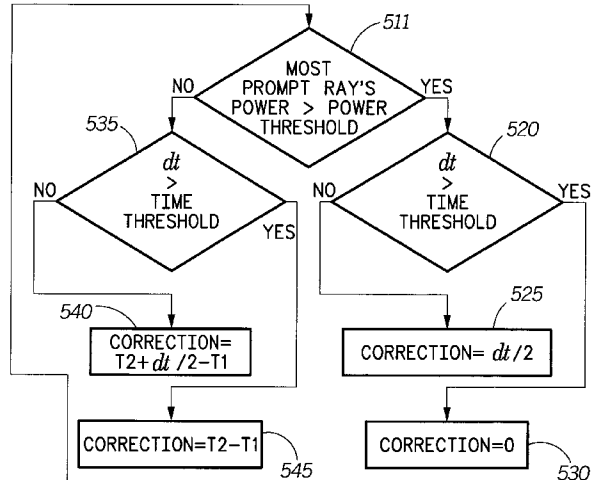 511
MOST
PROMPT RAY'S
POWER > POWER
THRESHOLD
NO
YES
535
dt
>
TIME
THRESHOLD
NO
YES
520
dt
>
TIME
THRESHOLD
NO
YES
540
CORRECTION=
T2+dt/2-T1
525
CORRECTION= dt/2
CORRECTION=T2-T1
545
CORRECTION=0
530